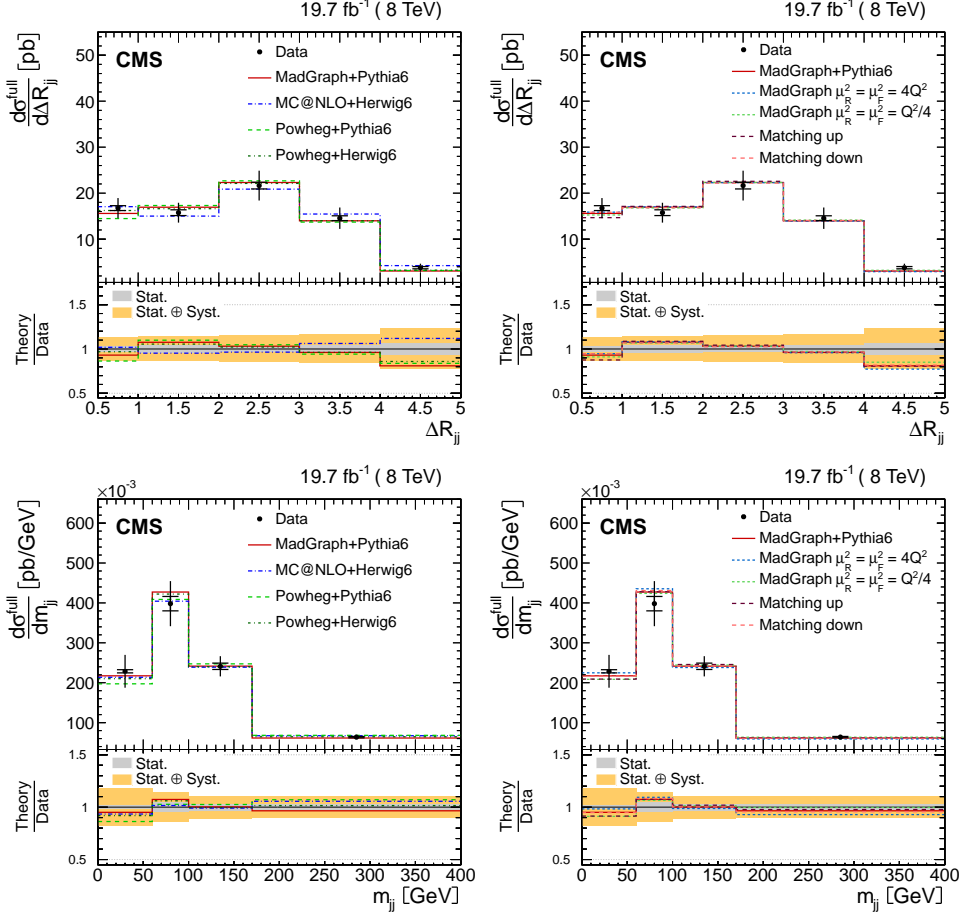 19.7 fb⁻¹ ( 8 TeV)
CMS
dσ^full / dΔR_jj [pb]
50
40
30
20
10
Data
MadGraph+Pythia6
MC@NLO+Herwig6
Powheg+Pythia6
Powheg+Herwig6
Theory / Data
1.5
1
0.5
Stat.
Stat. ⊕ Syst.
0.5 1 1.5 2 2.5 3 3.5 4 4.5 5
ΔR_jj
19.7 fb⁻¹ ( 8 TeV)
CMS
dσ^full / dΔR_jj [pb]
50
40
30
20
10
Data
MadGraph+Pythia6
MadGraph μ²_R = μ²_F = 4Q²
MadGraph μ²_R = μ²_F = Q²/4
Matching up
Matching down
Theory / Data
1.5
1
0.5
Stat.
Stat. ⊕ Syst.
0.5 1 1.5 2 2.5 3 3.5 4 4.5 5
ΔR_jj
×10⁻³
19.7 fb⁻¹ ( 8 TeV)
CMS
dσ^full / dm_jj [pb/GeV]
600
500
400
300
200
100
Data
MadGraph+Pythia6
MC@NLO+Herwig6
Powheg+Pythia6
Powheg+Herwig6
Theory / Data
1.5
1
0.5
Stat.
Stat. ⊕ Syst.
0 50 100 150 200 250 300 350 400
m_jj [GeV]
×10⁻³
19.7 fb⁻¹ ( 8 TeV)
CMS
dσ^full / dm_jj [pb/GeV]
600
500
400
300
200
100
Data
MadGraph+Pythia6
MadGraph μ²_R = μ²_F = 4Q²
MadGraph μ²_R = μ²_F = Q²/4
Matching up
Matching down
Theory / Data
1.5
1
0.5
Stat.
Stat. ⊕ Syst.
0 50 100 150 200 250 300 350 400
m_jj [GeV]